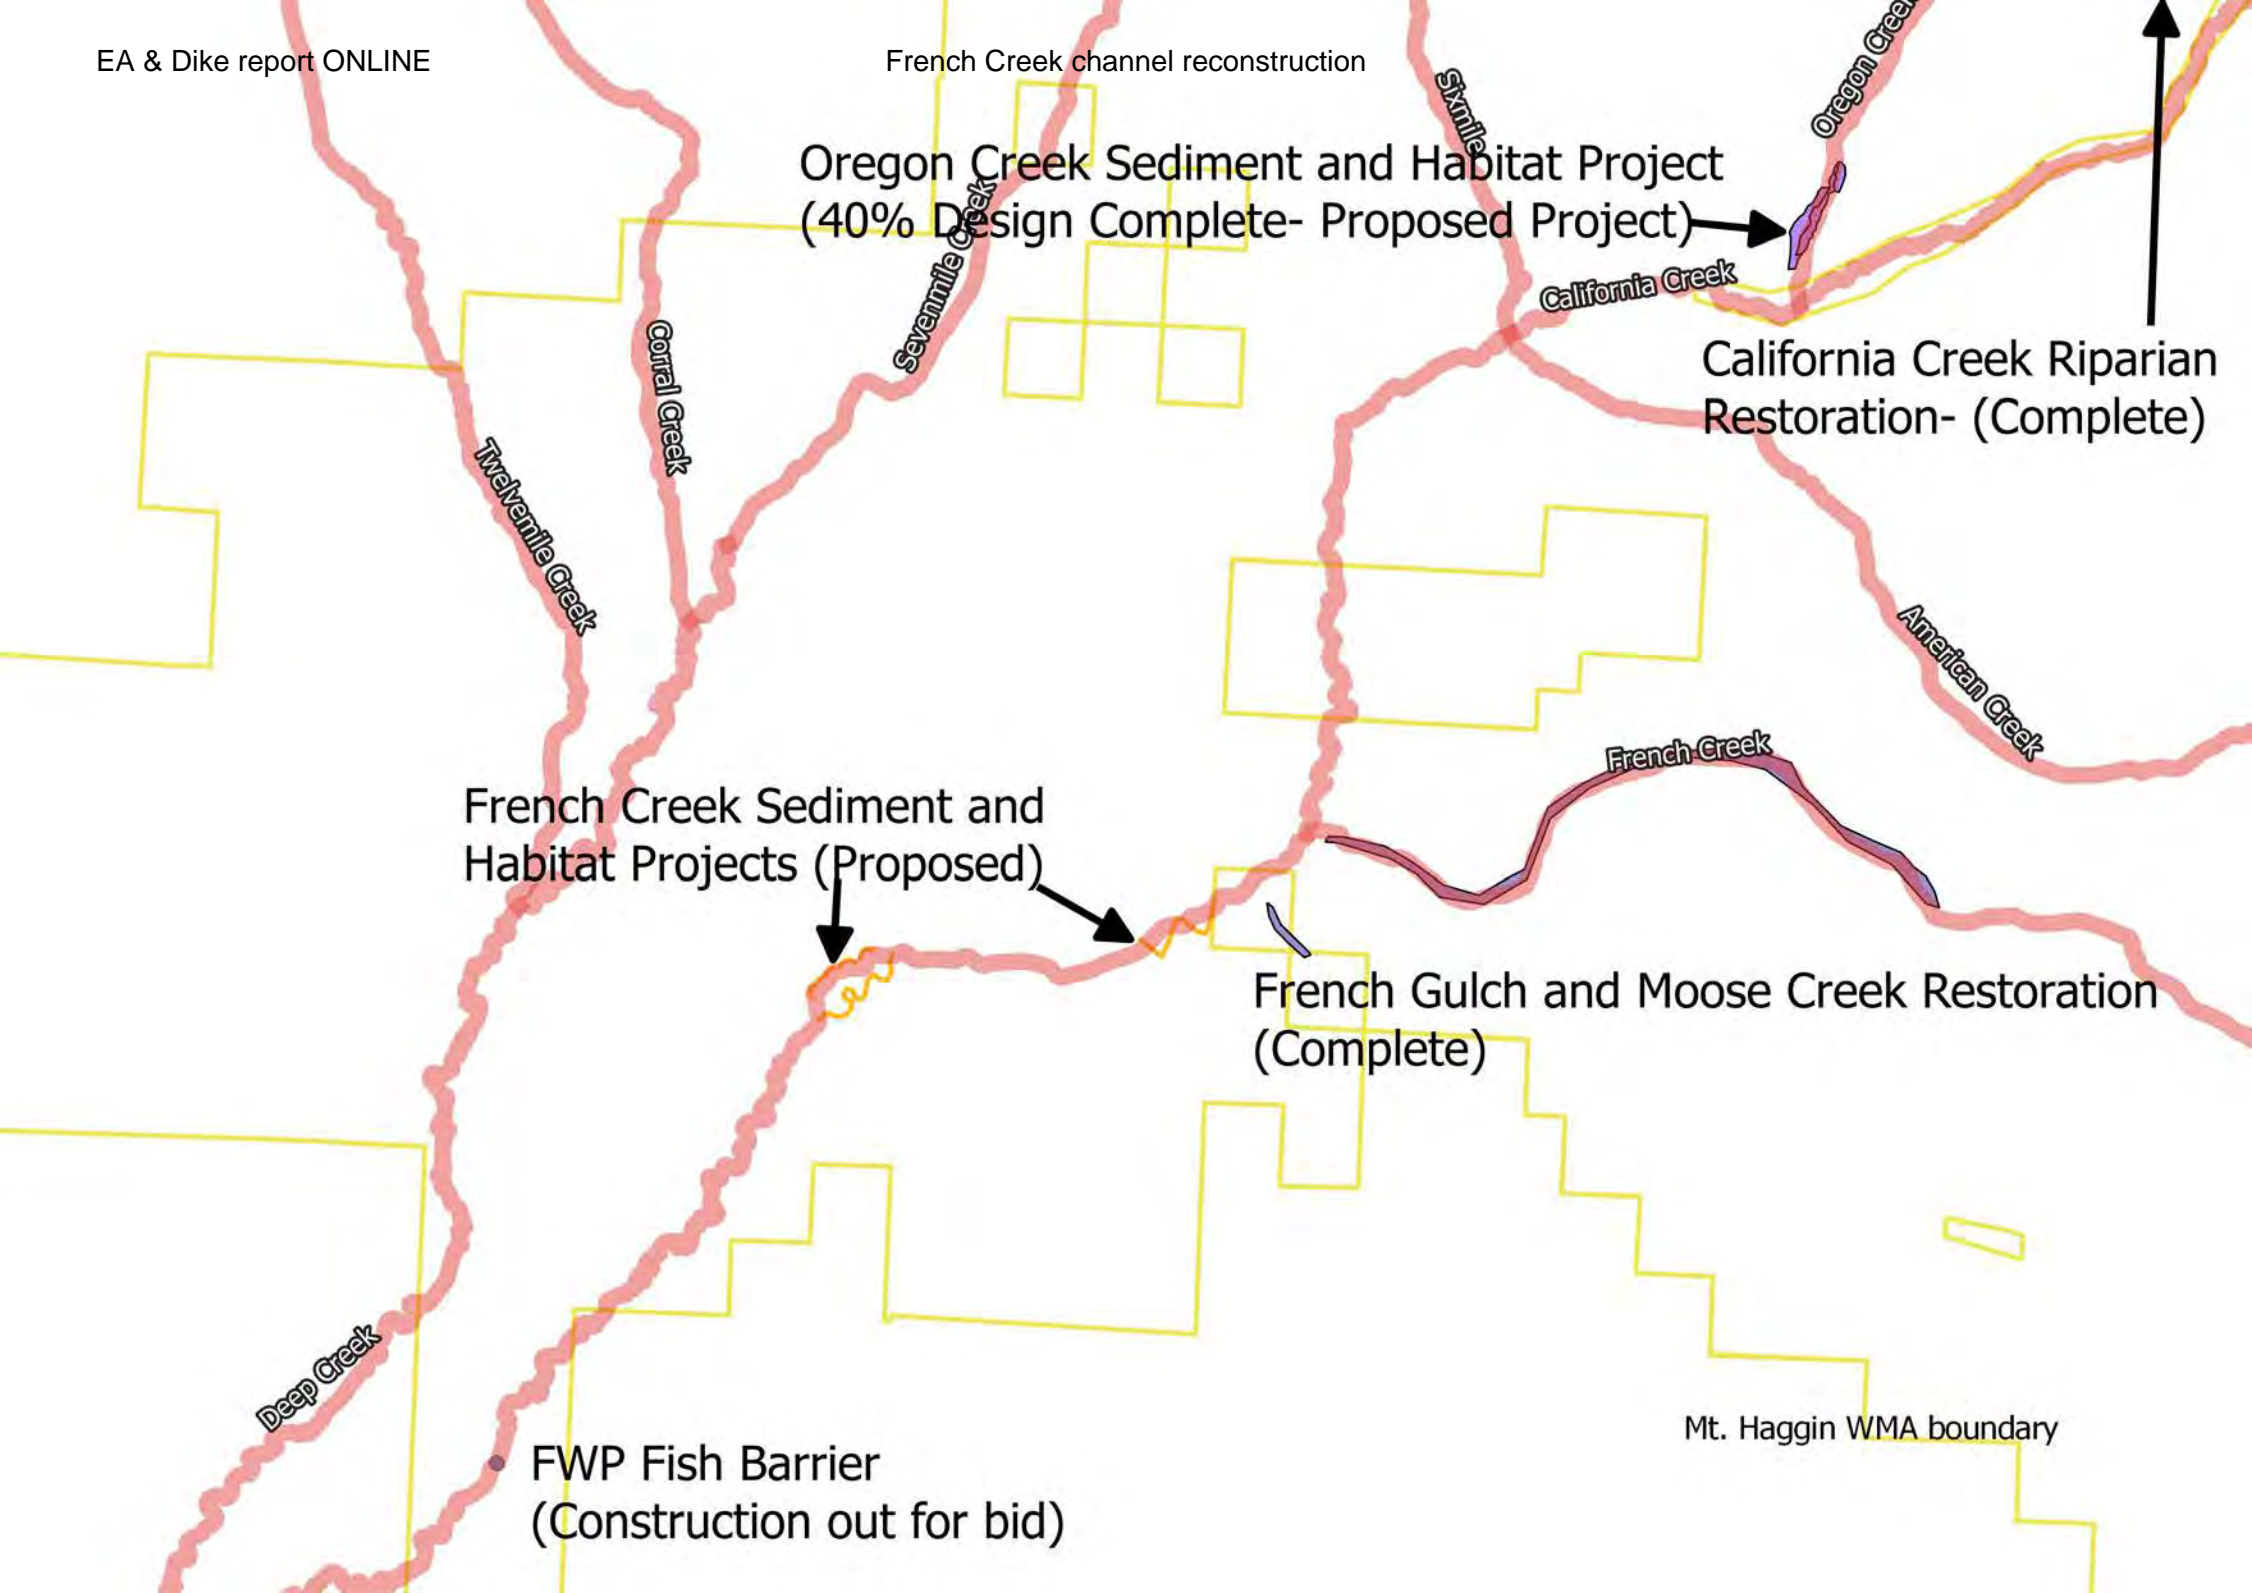 EA & Dike report ONLINE
French Creek channel reconstruction
Oregon Creek
Sixmile
Oregon Creek Sediment and Habitat Project
(40% Design Complete- Proposed Project)
Sevenmile Creek
California Creek
California Creek Riparian
Restoration- (Complete)
Corral Creek
Twelvemile Creek
American Creek
French Creek
French Creek Sediment and
Habitat Projects (Proposed)
French Gulch and Moose Creek Restoration
(Complete)
Deep Creek
Mt. Haggin WMA boundary
FWP Fish Barrier
(Construction out for bid)